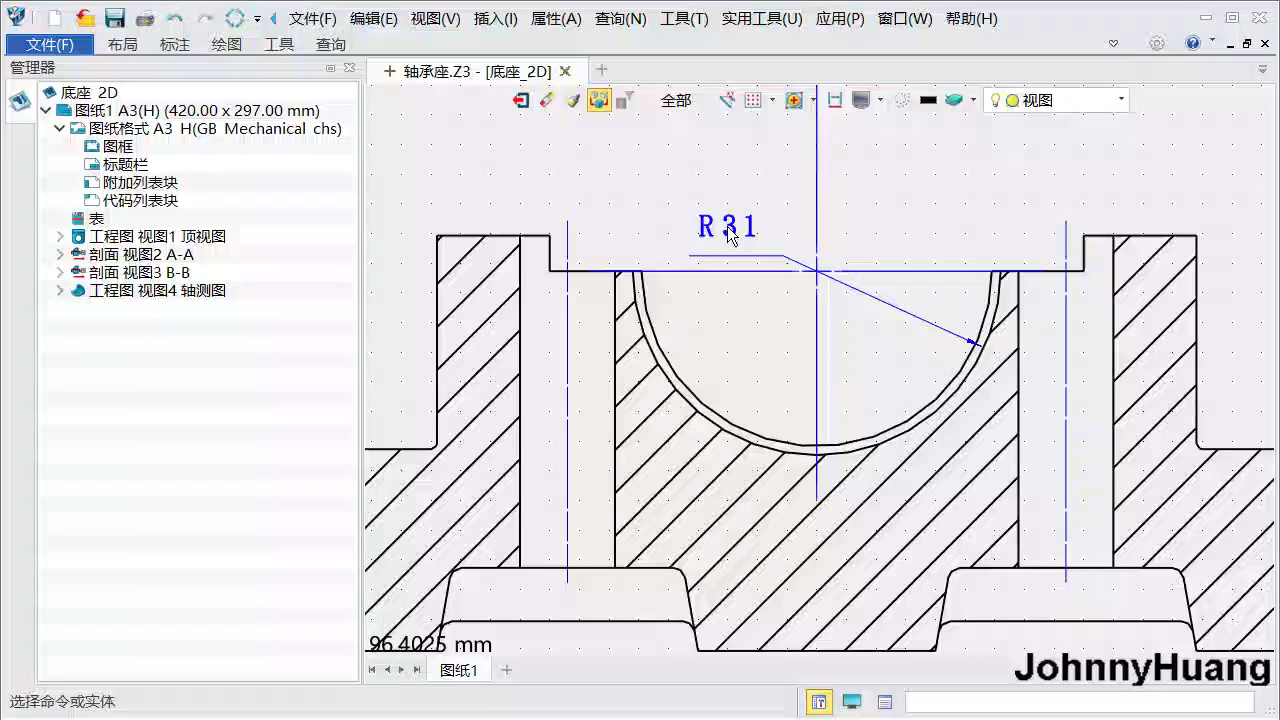 文件(F) 编辑(E) 视图(V) 插入(I) 属性(A) 查询(N) 工具(T) 实用工具(U) 应用(P) 窗口(W) 帮助(H)
文件(F) 布局 标注 绘图 工具 查询
管理器
轴承座.Z3 - [底座_2D]
全部
视图
底座_2D
图纸1 A3(H) (420.00 x 297.00 mm)
图纸格式 A3_H(GB_Mechanical_chs)
图框
标题栏
附加列表块
代码列表块
表
工程图 视图1 顶视图
剖面 视图2 A-A
剖面 视图3 B-B
工程图 视图4 轴测图
R31
96.4025 mm
图纸1
JohnnyHuang
选择命令或实体